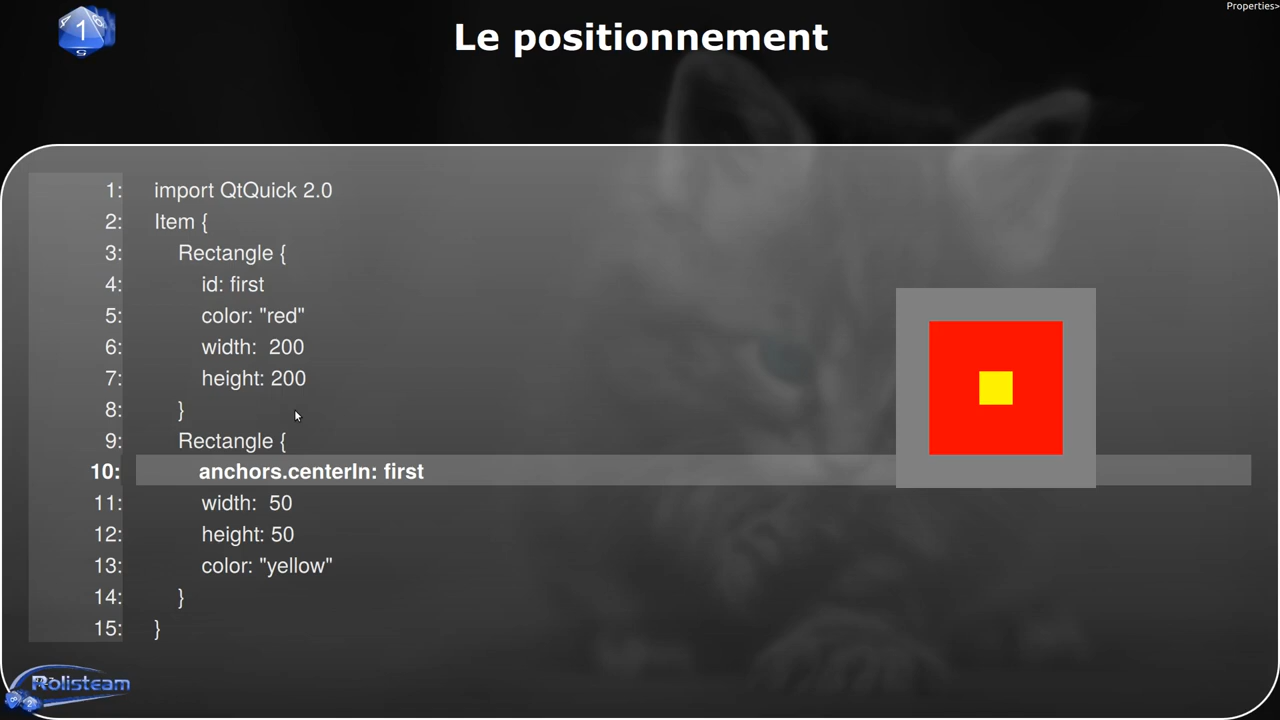 Properties>
Le positionnement
1: import QtQuick 2.0
2: Item {
3: Rectangle {
4: id: first
5: color: "red"
6: width: 200
7: height: 200
8: }
9: Rectangle {
10: anchors.centerIn: first
11: width: 50
12: height: 50
13: color: "yellow"
14: }
15: }
Rolisteam